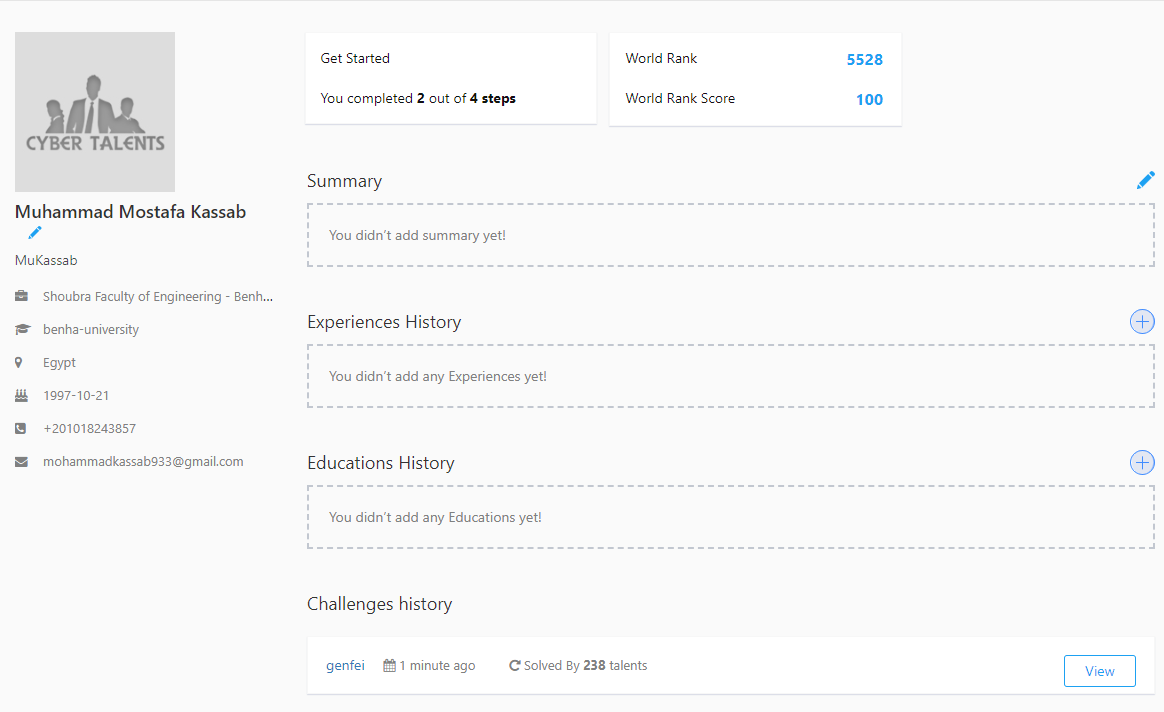 CYBER TALENTS
Muhammad Mostafa Kassab
MuKassab
Shoubra Faculty of Engineering - Benh...
benha-university
Egypt
1997-10-21
+201018243857
mohammadkassab933@gmail.com
Get Started
You completed 2 out of 4 steps
World Rank 5528
World Rank Score 100
Summary
You didn't add summary yet!
Experiences History
You didn't add any Experiences yet!
Educations History
You didn't add any Educations yet!
Challenges history
genfei 1 minute ago Solved By 238 talents View